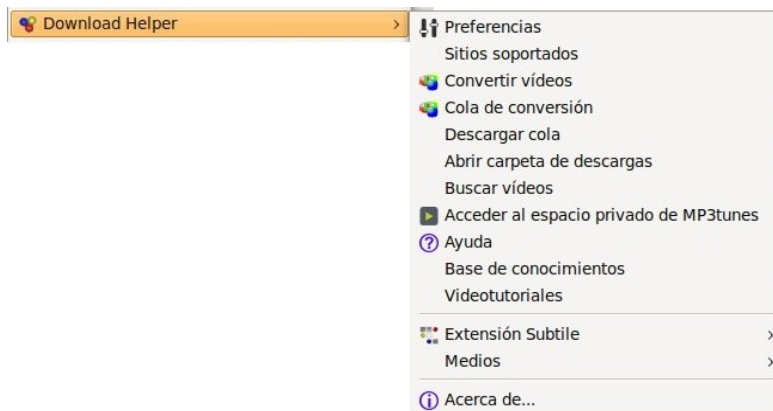 Download Helper
Preferencias
Sitios soportados
Convertir vídeos
Cola de conversión
Descargar cola
Abrir carpeta de descargas
Buscar vídeos
Acceder al espacio privado de MP3tunes
Ayuda
Base de conocimientos
Videotutoriales
Extensión Subtile
Medios
Acerca de...